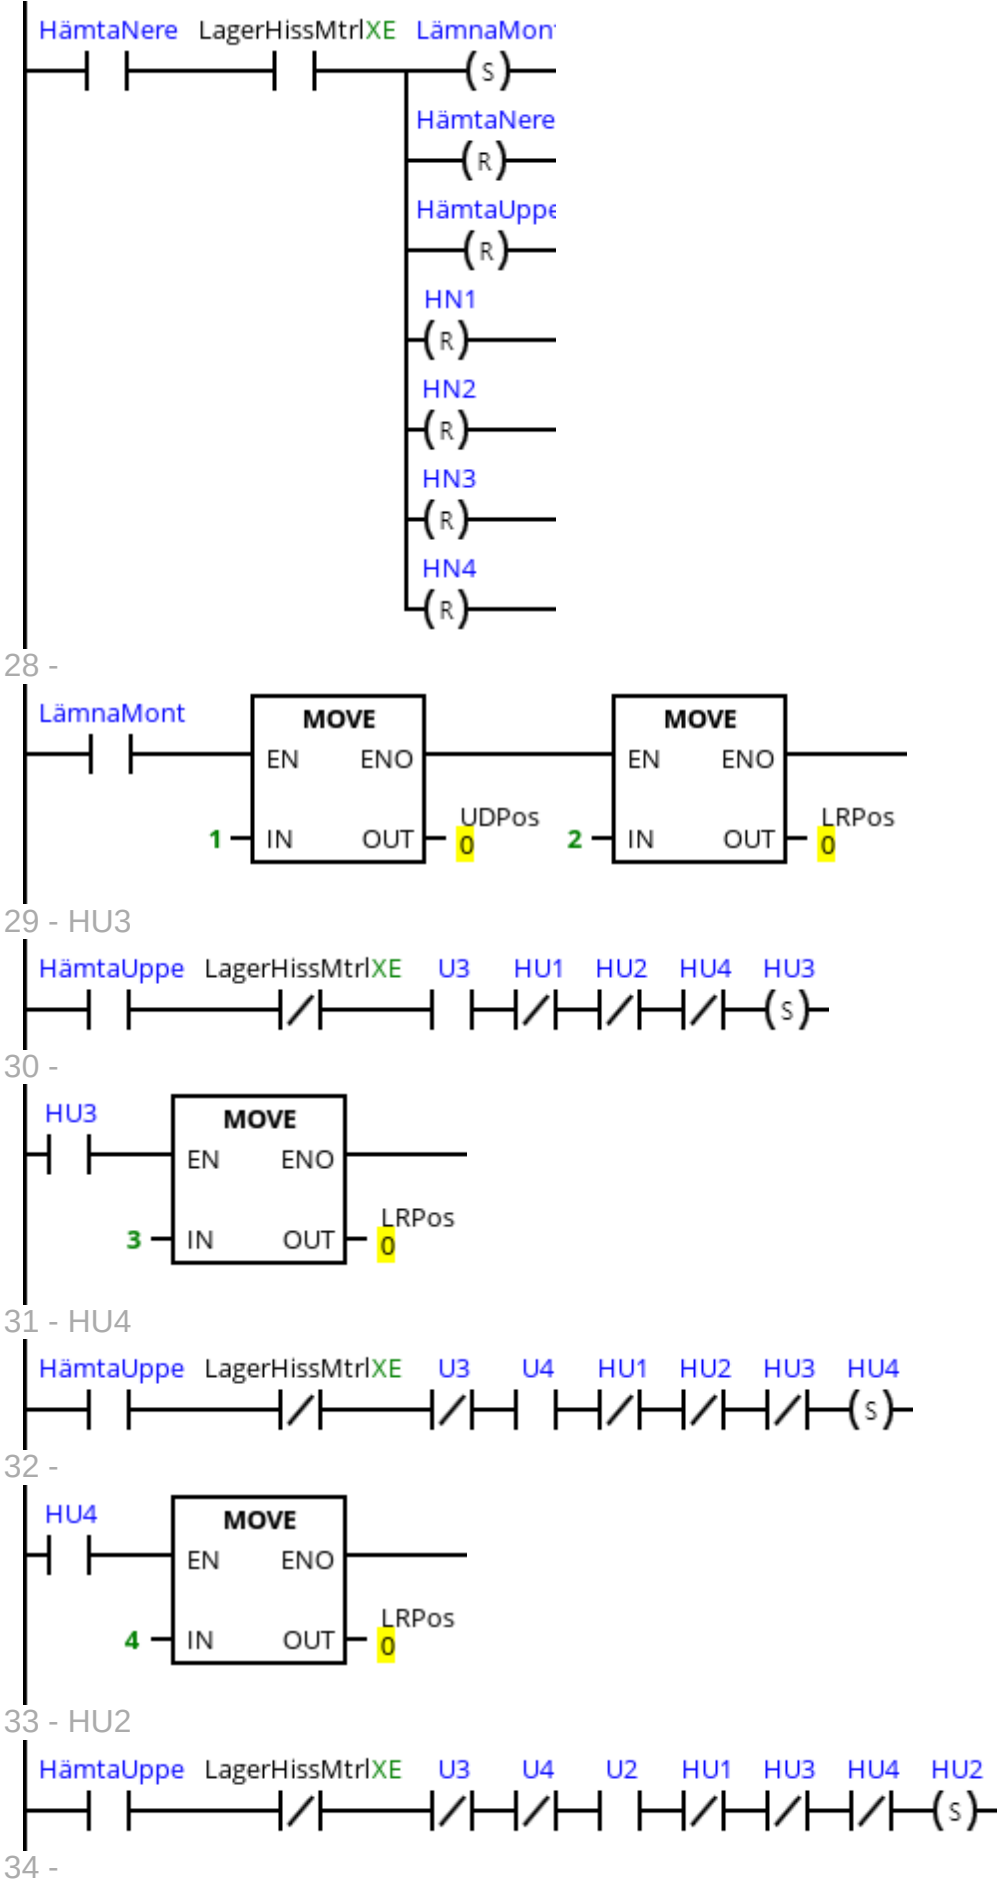 HämtaNere LagerHissMtrlXE LämnaMont
S
HämtaNere
R
HämtaUppe
R
HN1
R
HN2
R
HN3
R
HN4
R
28 -
LämnaMont MOVE MOVE
EN ENO EN ENO
UDPos LRPos
1 IN OUT 0 2 IN OUT 0
29 - HU3
HämtaUppe LagerHissMtrlXE U3 HU1 HU2 HU4 HU3
S
30 -
HU3 MOVE
EN ENO
LRPos
3 IN OUT 0
31 - HU4
HämtaUppe LagerHissMtrlXE U3 U4 HU1 HU2 HU3 HU4
S
32 -
HU4 MOVE
EN ENO
LRPos
4 IN OUT 0
33 - HU2
HämtaUppe LagerHissMtrlXE U3 U4 U2 HU1 HU3 HU4 HU2
S
34 -